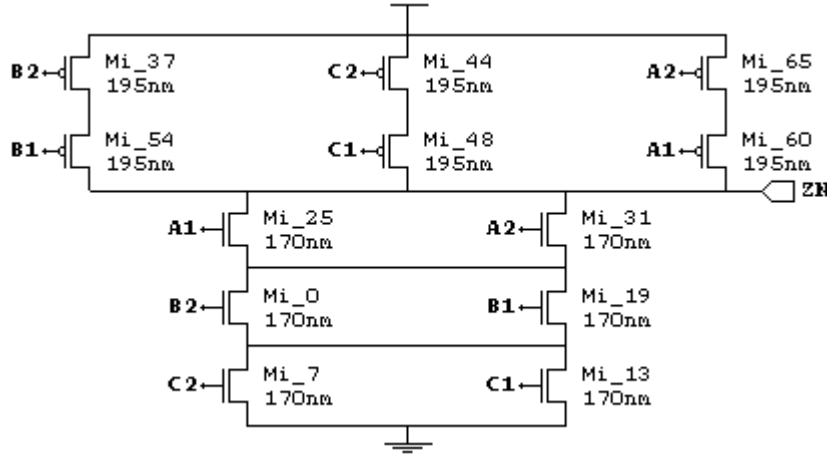 B2 Mi_37 195nm C2 Mi_44 195nm A2 Mi_65 195nm
B1 Mi_54 195nm C1 Mi_48 195nm A1 Mi_60 195nm
ZN
A1 Mi_25 170nm A2 Mi_31 170nm
B2 Mi_0 170nm B1 Mi_19 170nm
C2 Mi_7 170nm C1 Mi_13 170nm